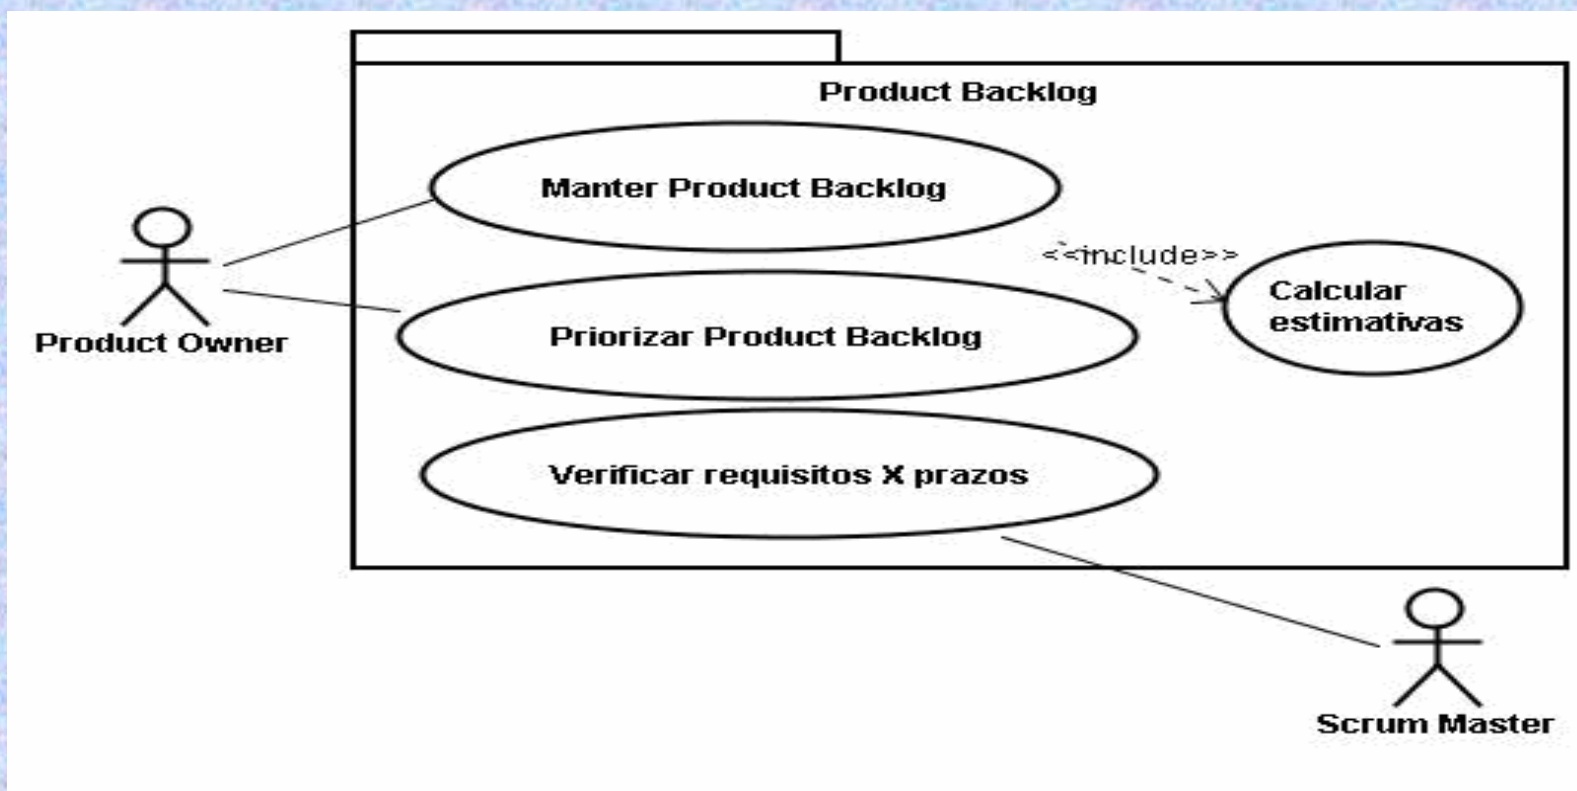 Product Backlog
Manter Product Backlog
<<include>>
Calcular
estimativas
Priorizar Product Backlog
Product Owner
Verificar requisitos X prazos
Scrum Master